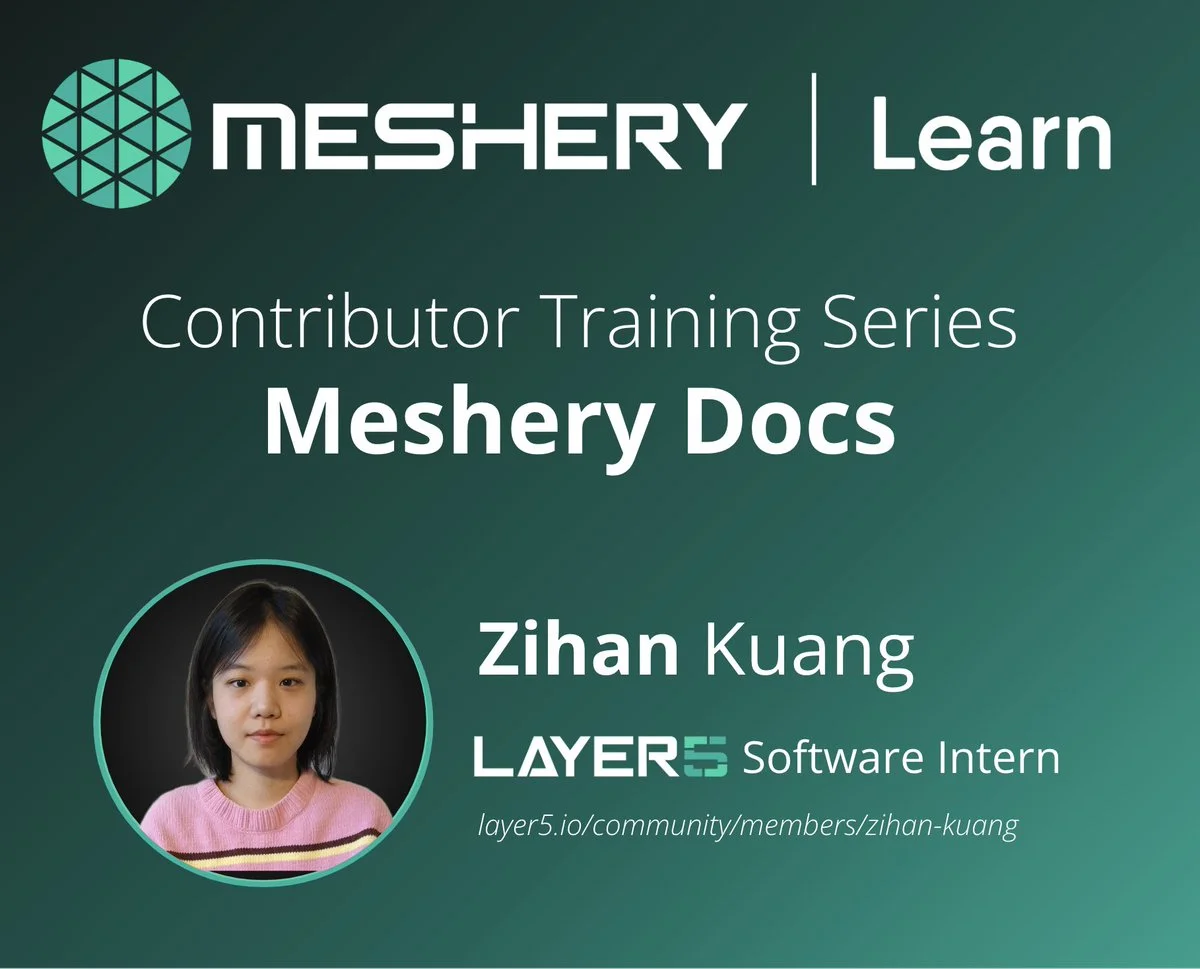 MESHERY | Learn
Contributor Training Series
Meshery Docs
Zihan Kuang
LAYER5 Software Intern
layer5.io/community/members/zihan-kuang